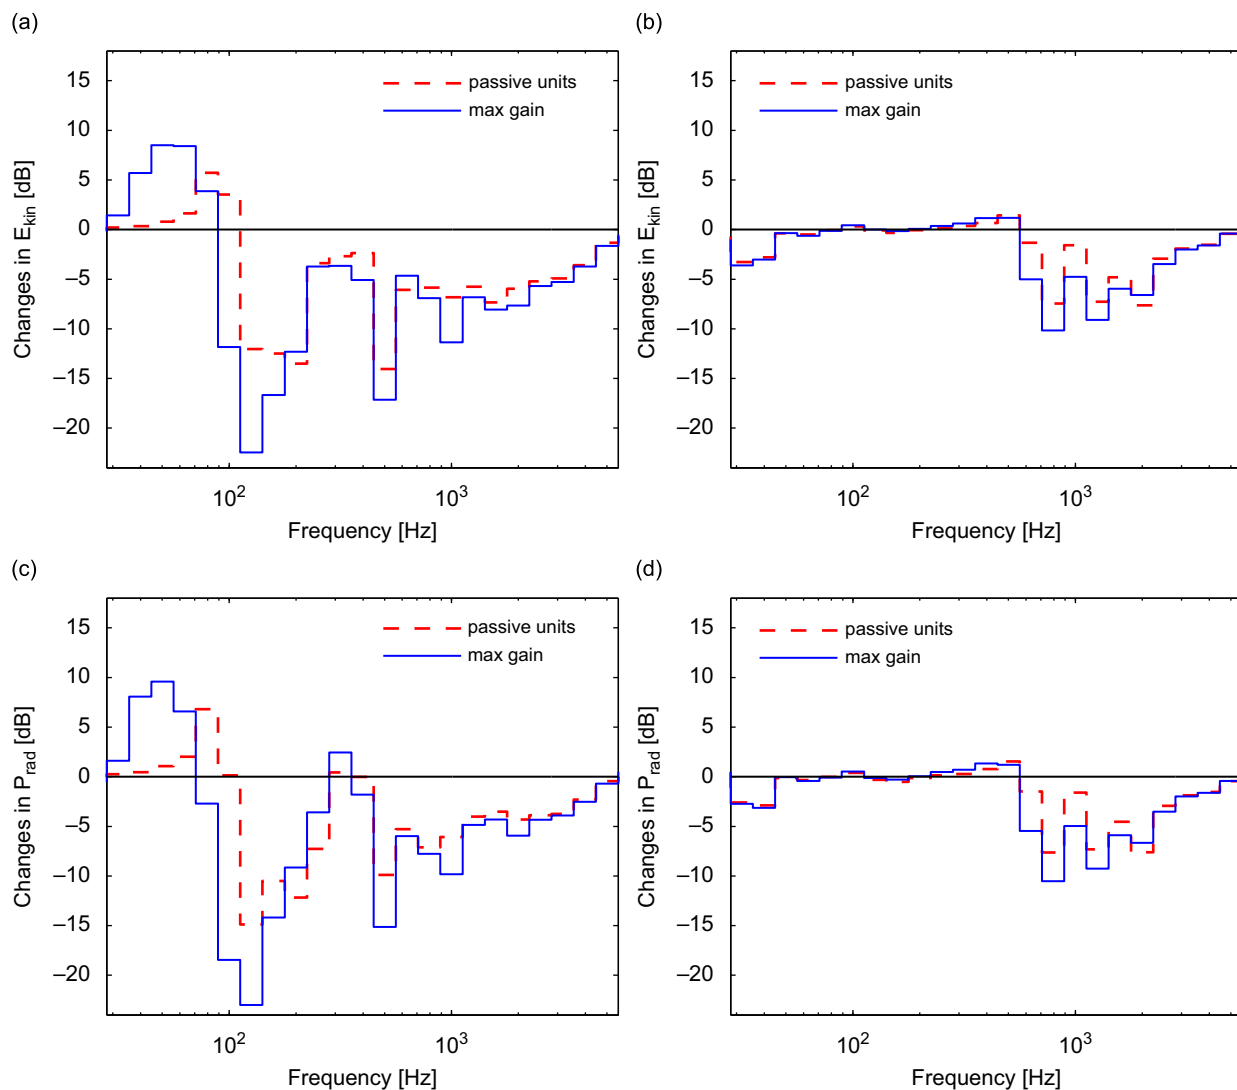 (a)
(b)
15
10
5
0
–5
–10
–15
–20
Changes in E_kin [dB]
passive units
max gain
10^2
10^3
Frequency [Hz]
15
10
5
0
–5
–10
–15
–20
Changes in E_kin [dB]
passive units
max gain
10^2
10^3
Frequency [Hz]
(c)
(d)
15
10
5
0
–5
–10
–15
–20
Changes in P_rad [dB]
passive units
max gain
10^2
10^3
Frequency [Hz]
15
10
5
0
–5
–10
–15
–20
Changes in P_rad [dB]
passive units
max gain
10^2
10^3
Frequency [Hz]